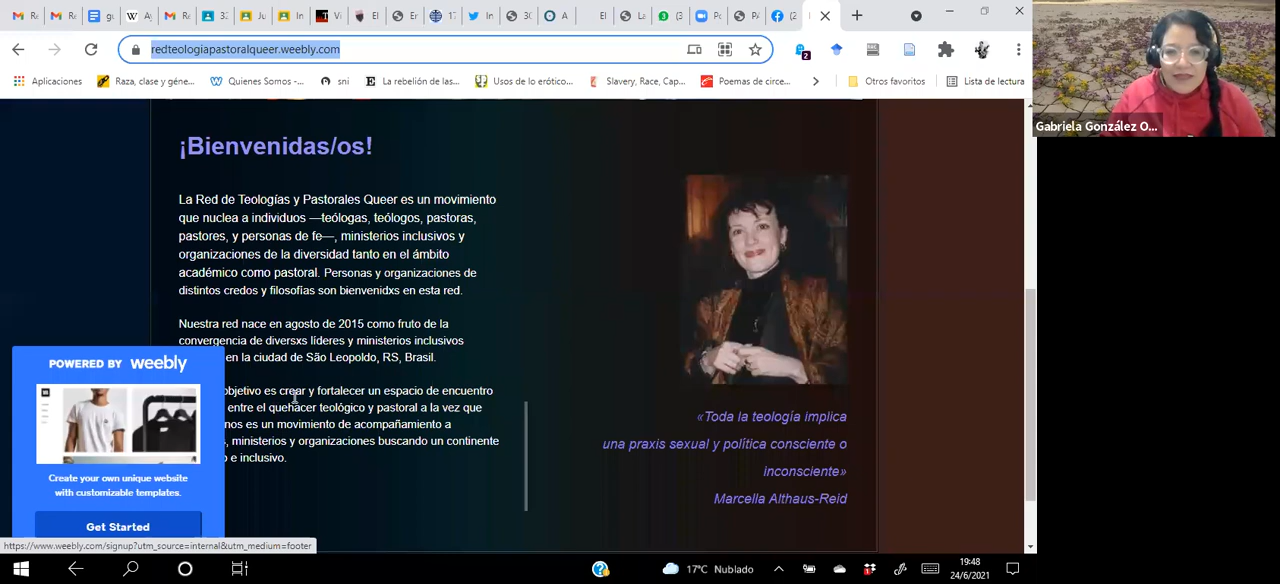 redteologiapastoralqueer.weebly.com
Aplicaciones
Raza, clase y géne...
Quienes Somos -...
sni
La rebelión de las...
Usos de lo erótico...
Slavery, Race, Cap...
Poemas de circe...
Otros favoritos
Lista de lectura
¡Bienvenidas/os!
La Red de Teologías y Pastorales Queer es un movimiento
que nuclea a individuos —teólogas, teólogos, pastoras,
pastores, y personas de fe—, ministerios inclusivos y
organizaciones de la diversidad tanto en el ámbito
académico como pastoral. Personas y organizaciones de
distintos credos y filosofías son bienvenidxs en esta red.
Nuestra red nace en agosto de 2015 como fruto de la
convergencia de diversxs líderes y ministerios inclusivos
en la ciudad de São Leopoldo, RS, Brasil.
objetivo es crear y fortalecer un espacio de encuentro
entre el quehacer teológico y pastoral a la vez que
nos es un movimiento de acompañamiento a
, ministerios y organizaciones buscando un continente
o e inclusivo.
«Toda la teología implica
una praxis sexual y política consciente o
inconsciente»
Marcella Althaus-Reid
POWERED BY weebly
Create your own unique website
with customizable templates.
Get Started
https://www.weebly.com/signup?utm_source=internal&utm_medium=footer
17°C Nublado
19:48
24/6/2021
Gabriela González O...